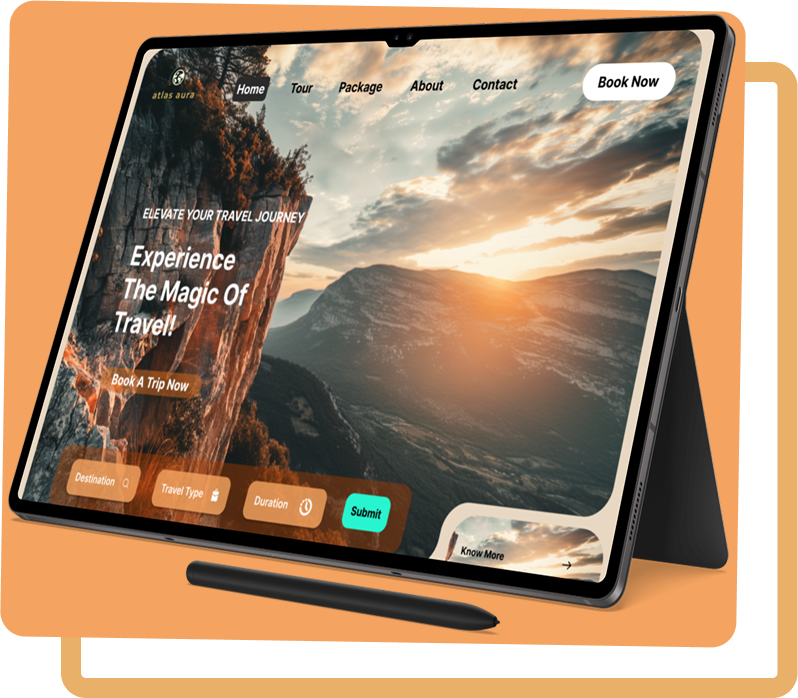 atlas aura
Home
Tour
Package
About
Contact
Book Now
ELEVATE YOUR TRAVEL JOURNEY
Experience
The Magic Of
Travel!
Book A Trip Now
Destination
Travel Type
Duration
Submit
Know More